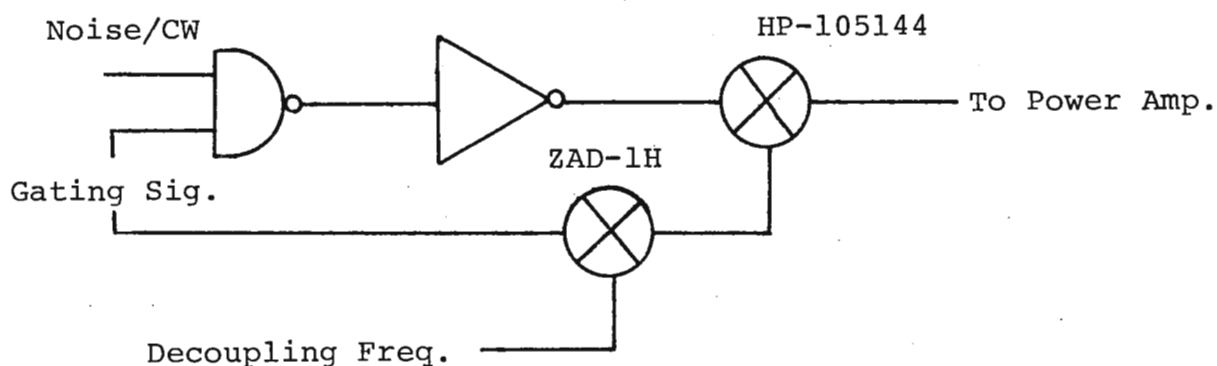 Noise/CW
HP-105144
To Power Amp.
ZAD-1H
Gating Sig.
Decoupling Freq.